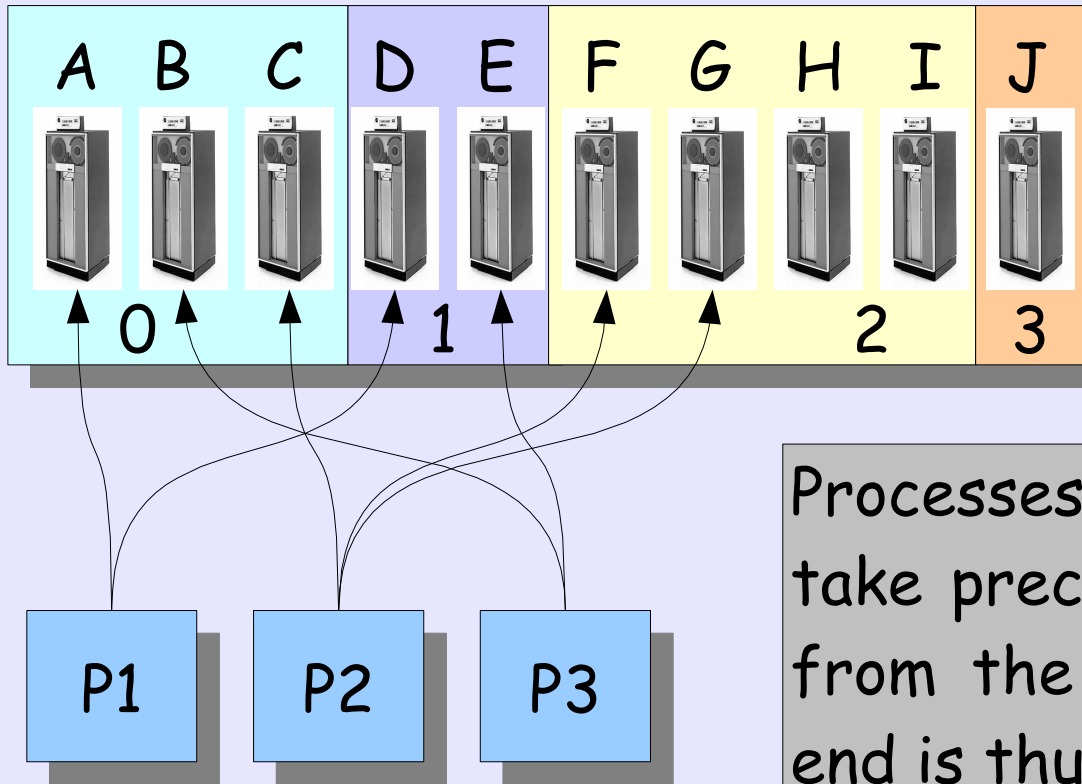 A B C D E F G H I J
0 1 2 3
Processes
take prec
from the
end is thu
P1 P2 P3